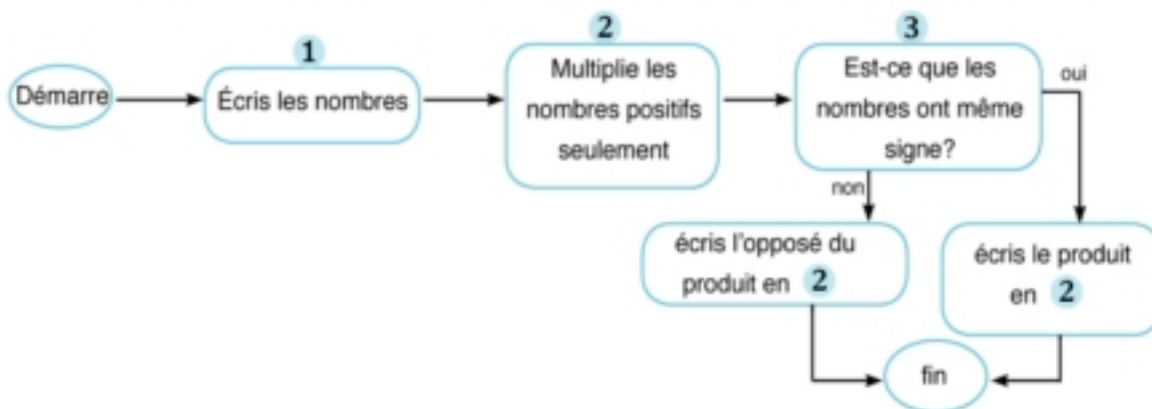 1
2
3
Démarre
Écris les nombres
Multiplie les
nombres positifs
seulement
Est-ce que les
nombres ont même
signe?
oui
non
écris l'opposé du
produit en 2
écris le produit
en 2
fin